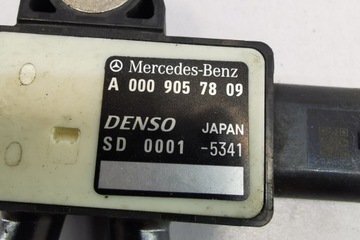 Mercedes-Benz
A 000 905 78 09
DENSO JAPAN
SD 0001 -5341